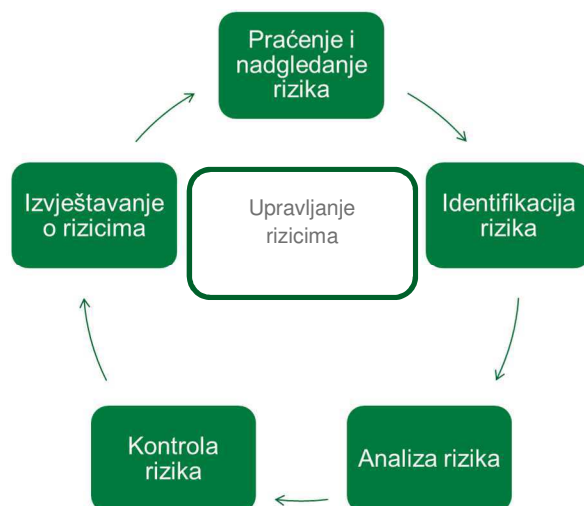 Praćenje i
nadgledanje
rizika
Izvještavanje
o rizicima
Upravljanje
rizicima
Identifikacija
rizika
Kontrola
rizika
Analiza rizika